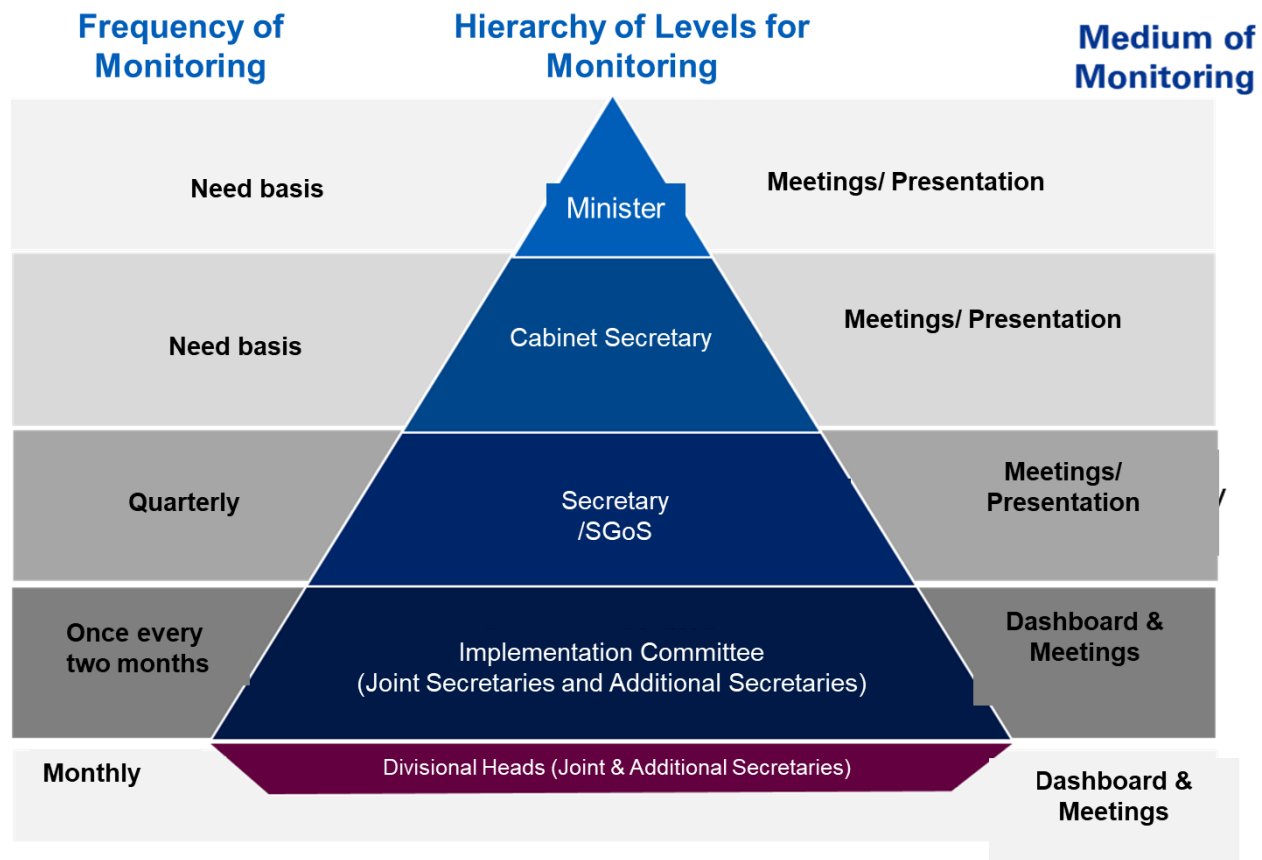 Frequency of
Monitoring
Hierarchy of Levels for
Monitoring
Medium of
Monitoring
Need basis
Minister
Meetings/ Presentation
Need basis
Cabinet Secretary
Meetings/ Presentation
Quarterly
Secretary
/SGoS
Meetings/
Presentation
Once every
two months
Implementation Committee
(Joint Secretaries and Additional Secretaries)
Dashboard &
Meetings
Monthly
Divisional Heads (Joint & Additional Secretaries)
Dashboard &
Meetings